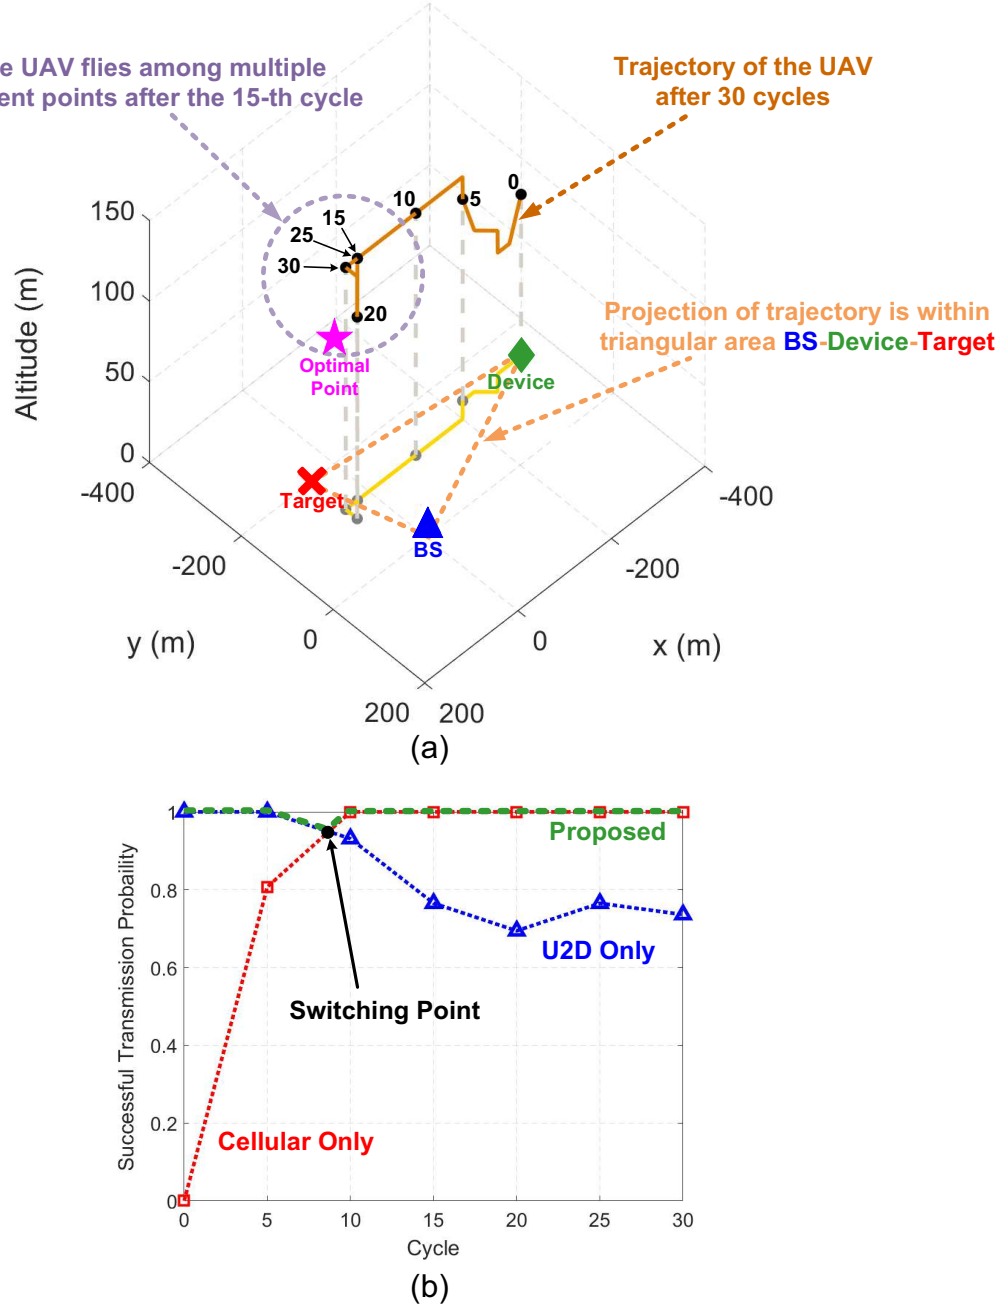 e UAV flies among multiple
ent points after the 15-th cycle
Trajectory of the UAV
after 30 cycles
150
100
50
0
Altitude (m)
0
5
10
15
25
30
20
Optimal
Point
Projection of trajectory is within
triangular area BS-Device-Target
Device
Target
BS
-400
-200
0
200
y (m)
-400
-200
0
200
x (m)
(a)
1
0.8
0.6
0.4
0.2
0
Successful Transmission Probaility
Proposed
U2D Only
Switching Point
Cellular Only
0
5
10
15
20
25
30
Cycle
(b)